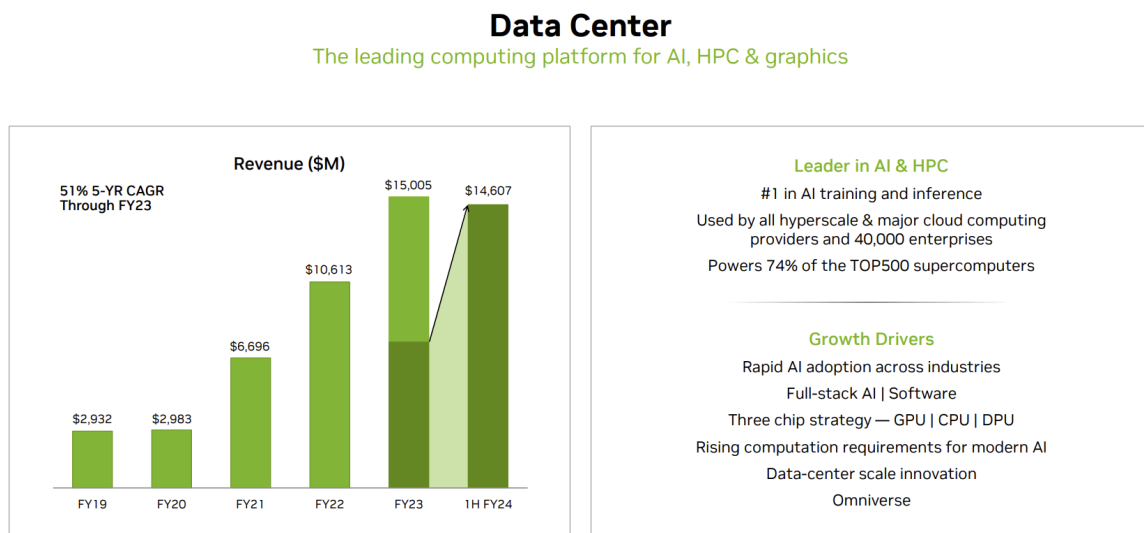 Data Center
The leading computing platform for AI, HPC & graphics
Revenue ($M)
51% 5-YR CAGR
Through FY23
$2,932
$2,983
$6,696
$10,613
$15,005
$14,607
FY19
FY20
FY21
FY22
FY23
1H FY24
Leader in AI & HPC
#1 in AI training and inference
Used by all hyperscale & major cloud computing
providers and 40,000 enterprises
Powers 74% of the TOP500 supercomputers
Growth Drivers
Rapid AI adoption across industries
Full-stack AI | Software
Three chip strategy — GPU | CPU | DPU
Rising computation requirements for modern AI
Data-center scale innovation
Omniverse